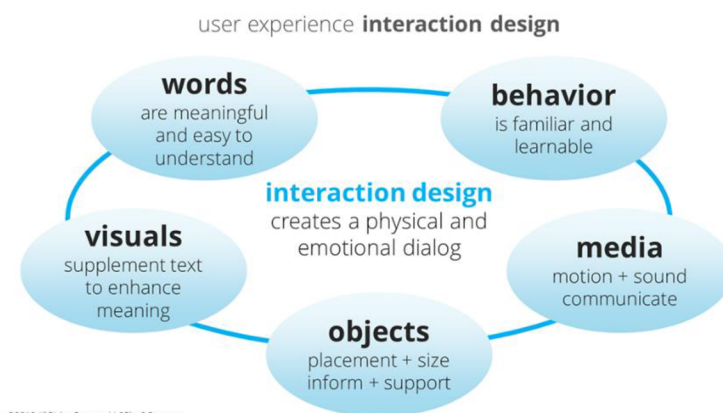 user experience interaction design
words
are meaningful
and easy to
understand
behavior
is familiar and
learnable
interaction design
creates a physical and
emotional dialog
visuals
supplement text
to enhance
meaning
media
motion + sound
communicate
objects
placement + size
inform + support